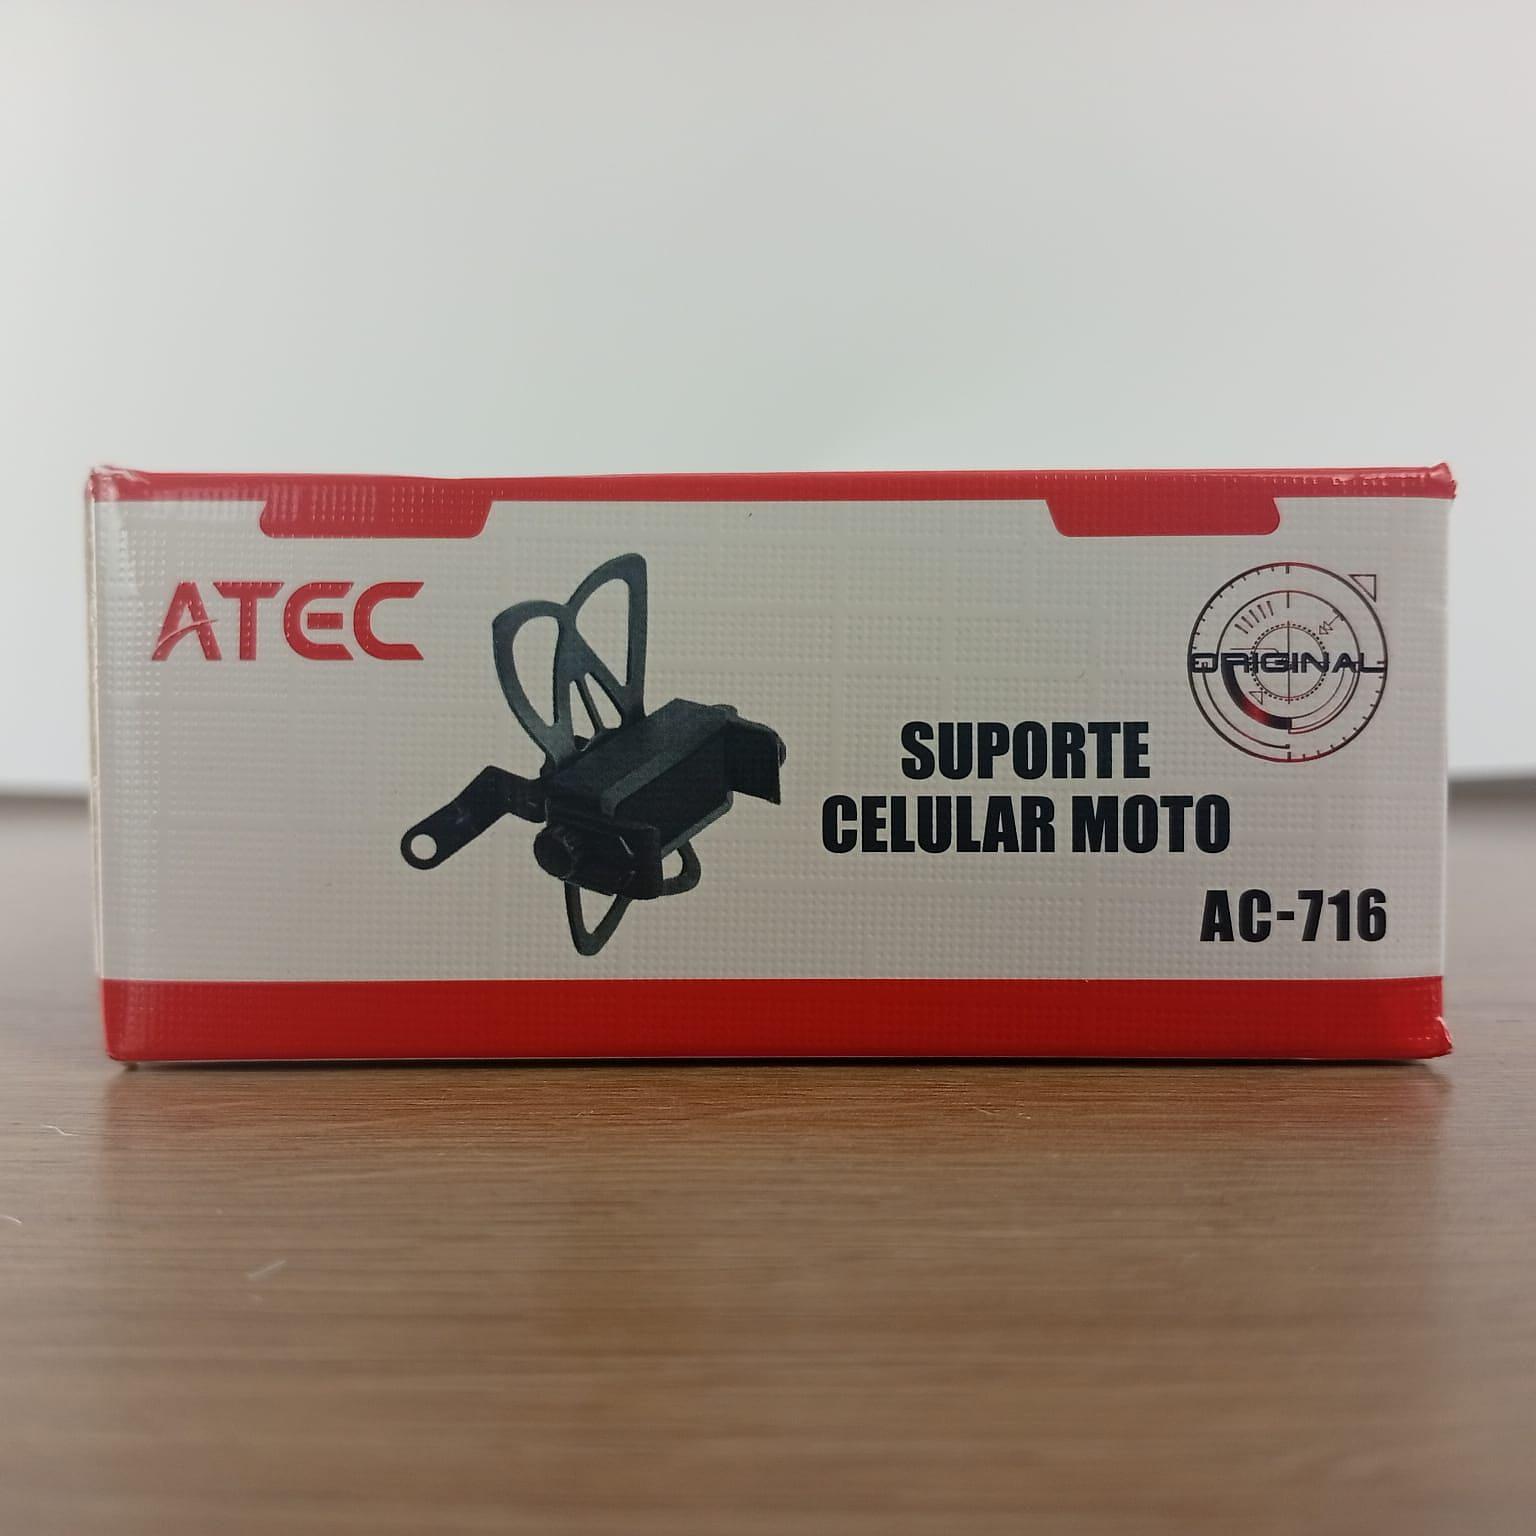 ATEC
ORIGINAL
SUPORTE
CELULAR MOTO
AC-716